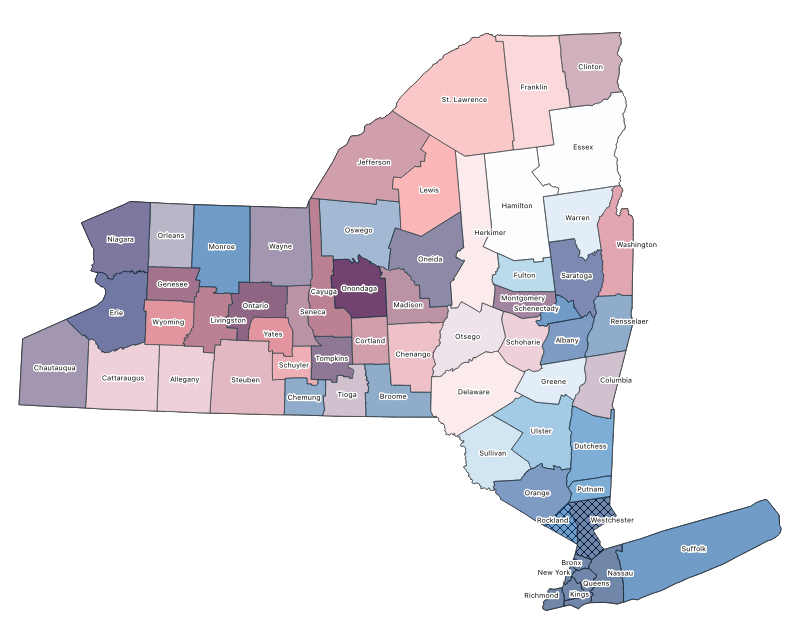 Clinton
Franklin
St. Lawrence
Essex
Jefferson
Lewis
Hamilton
Warren
Oswego
Herkimer
Niagara
Orleans
Monroe
Wayne
Washington
Oneida
Fulton
Saratoga
Genesee
Onondaga
Cayuga
Montgomery
Ontario
Madison
Schenectady
Erie
Seneca
Wyoming
Livingston
Rensselaer
Yates
Otsego
Cortland
Albany
Schoharie
Chenango
Tompkins
Schuyler
Chautauqua
Cattaraugus
Allegany
Steuben
Greene
Columbia
Delaware
Tioga
Broome
Chemung
Ulster
Dutchess
Sullivan
Putnam
Orange
Rockland
Westchester
Suffolk
Bronx
New York
Nassau
Queens
Kings
Richmond